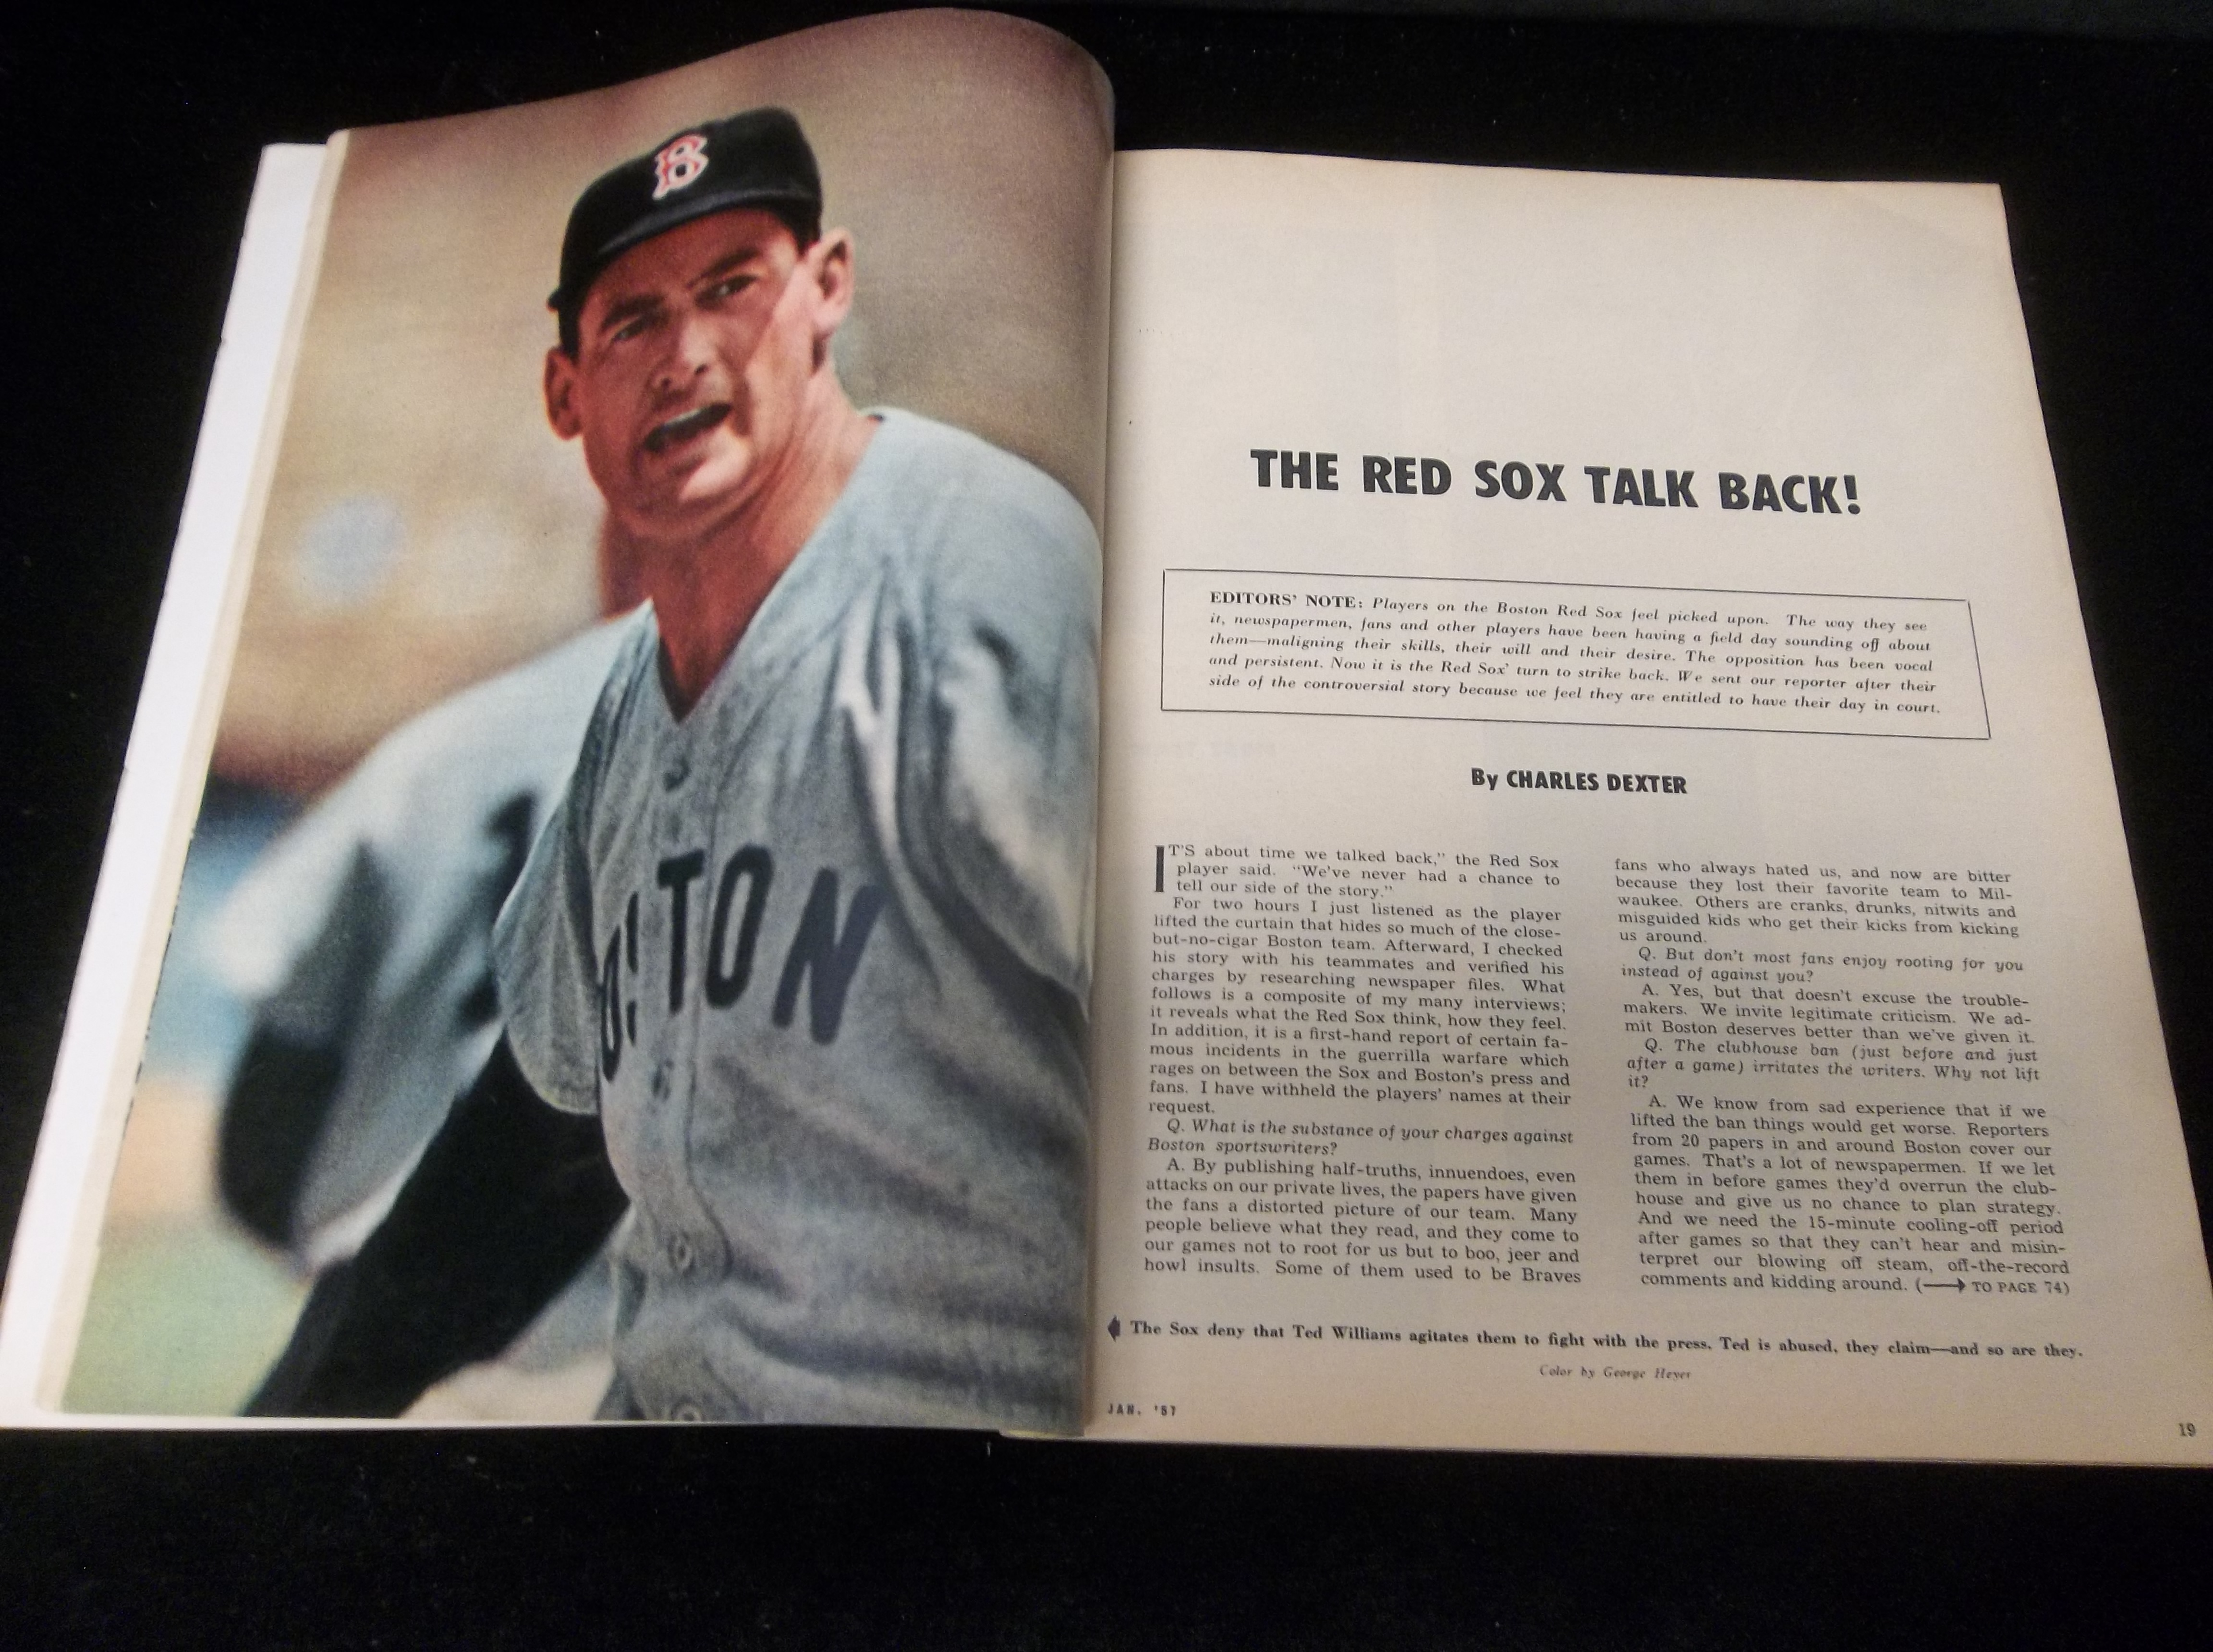 B
B TON
THE RED SOX TALK BACK!
EDITORS' NOTE: Players on the Boston Red Sox feel picked upon. The way they see
it, newspapermen, fans and other players have been having a field day sounding off about
them—maligning their skills, their will and their desire. The opposition has been vocal
and persistent. Now it is the Red Sox' turn to strike back. We sent our reporter after their
side of the controversial story because we feel they are entitled to have their day in court.
By CHARLES DEXTER
IT'S about time we talked back," the Red Sox
player said. "We've never had a chance to
tell our side of the story."
For two hours I just listened as the player
lifted the curtain that hides so much of the close-
but-no-cigar Boston team. Afterward, I checked
his story with his teammates and verified his
charges by researching newspaper files. What
follows is a composite of my many interviews;
it reveals what the Red Sox think, how they feel.
In addition, it is a first-hand report of certain fa-
mous incidents in the guerrilla warfare which
rages on between the Sox and Boston's press and
fans. I have withheld the players' names at their
request.
Q. What is the substance of your charges against
Boston sportswriters?
A. By publishing half-truths, innuendoes, even
attacks on our private lives, the papers have given
the fans a distorted picture of our team. Many
people believe what they read, and they come to
our games not to root for us but to boo, jeer and
howl insults. Some of them used to be Braves
fans who always hated us, and now are bitter
because they lost their favorite team to Mil-
waukee. Others are cranks, drunks, nitwits and
misguided kids who get their kicks from kicking
us around.
Q. But don't most fans enjoy rooting for you
instead of against you?
A. Yes, but that doesn't excuse the trouble-
makers. We invite legitimate criticism. We ad-
mit Boston deserves better than we've given it.
Q. The clubhouse ban (just before and just
after a game) irritates the writers. Why not lift
it?
A. We know from sad experience that if we
lifted the ban things would get worse. Reporters
from 20 papers in and around Boston cover our
games. That's a lot of newspapermen. If we let
them in before games they'd overrun the club-
house and give us no chance to plan strategy.
And we need the 15-minute cooling-off period
after games so that they can't hear and misin-
terpret our blowing off steam, off-the-record
comments and kidding around. (⟶ TO PAGE 74)
The Sox deny that Ted Williams agitates them to fight with the press. Ted is abused, they claim—and so are they.
Color by George Heyer
JAN. '57
19